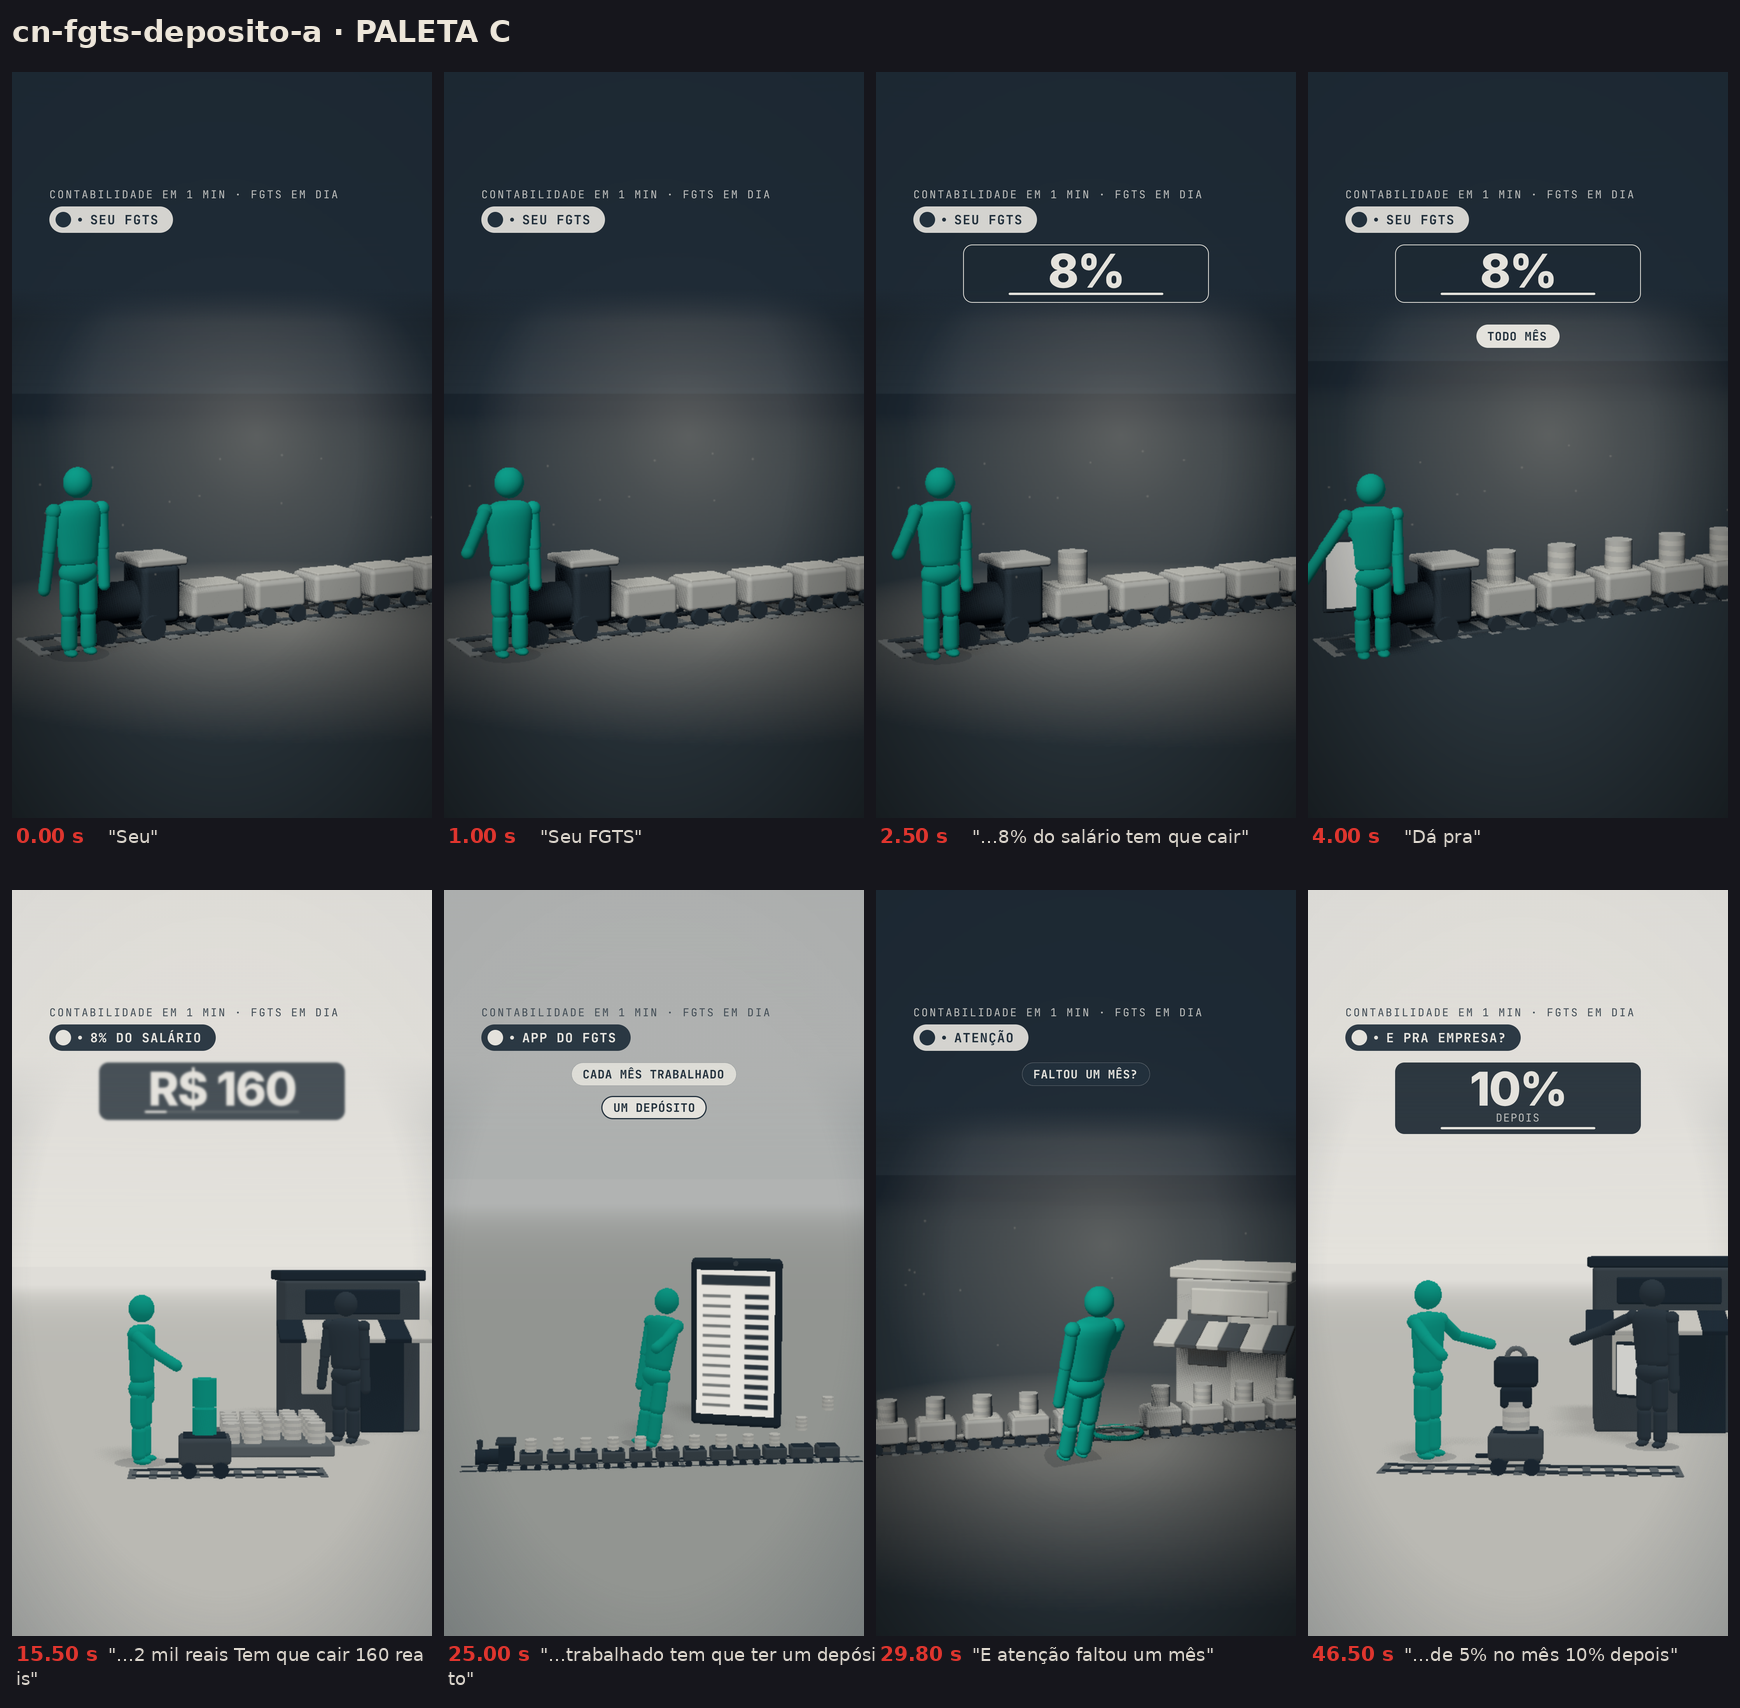 cn-fgts-deposito-a · PALETA C
CONTABILIDADE EM 1 MIN · FGTS EM DIA
• SEU FGTS
0.00 s "Seu"
CONTABILIDADE EM 1 MIN · FGTS EM DIA
• SEU FGTS
1.00 s "Seu FGTS"
CONTABILIDADE EM 1 MIN · FGTS EM DIA
• SEU FGTS
8%
2.50 s "...8% do salário tem que cair"
CONTABILIDADE EM 1 MIN · FGTS EM DIA
• SEU FGTS
8%
TODO MÊS
4.00 s "Dá pra"
CONTABILIDADE EM 1 MIN · FGTS EM DIA
• 8% DO SALÁRIO
R$ 160
15.50 s "...2 mil reais Tem que cair 160 rea
is"
CONTABILIDADE EM 1 MIN · FGTS EM DIA
• APP DO FGTS
CADA MÊS TRABALHADO
UM DEPÓSITO
25.00 s "...trabalhado tem que ter um depósi
to"
CONTABILIDADE EM 1 MIN · FGTS EM DIA
• ATENÇÃO
FALTOU UM MÊS?
29.80 s "E atenção faltou um mês"
CONTABILIDADE EM 1 MIN · FGTS EM DIA
• E PRA EMPRESA?
10%
DEPOIS
46.50 s "...de 5% no mês 10% depois"